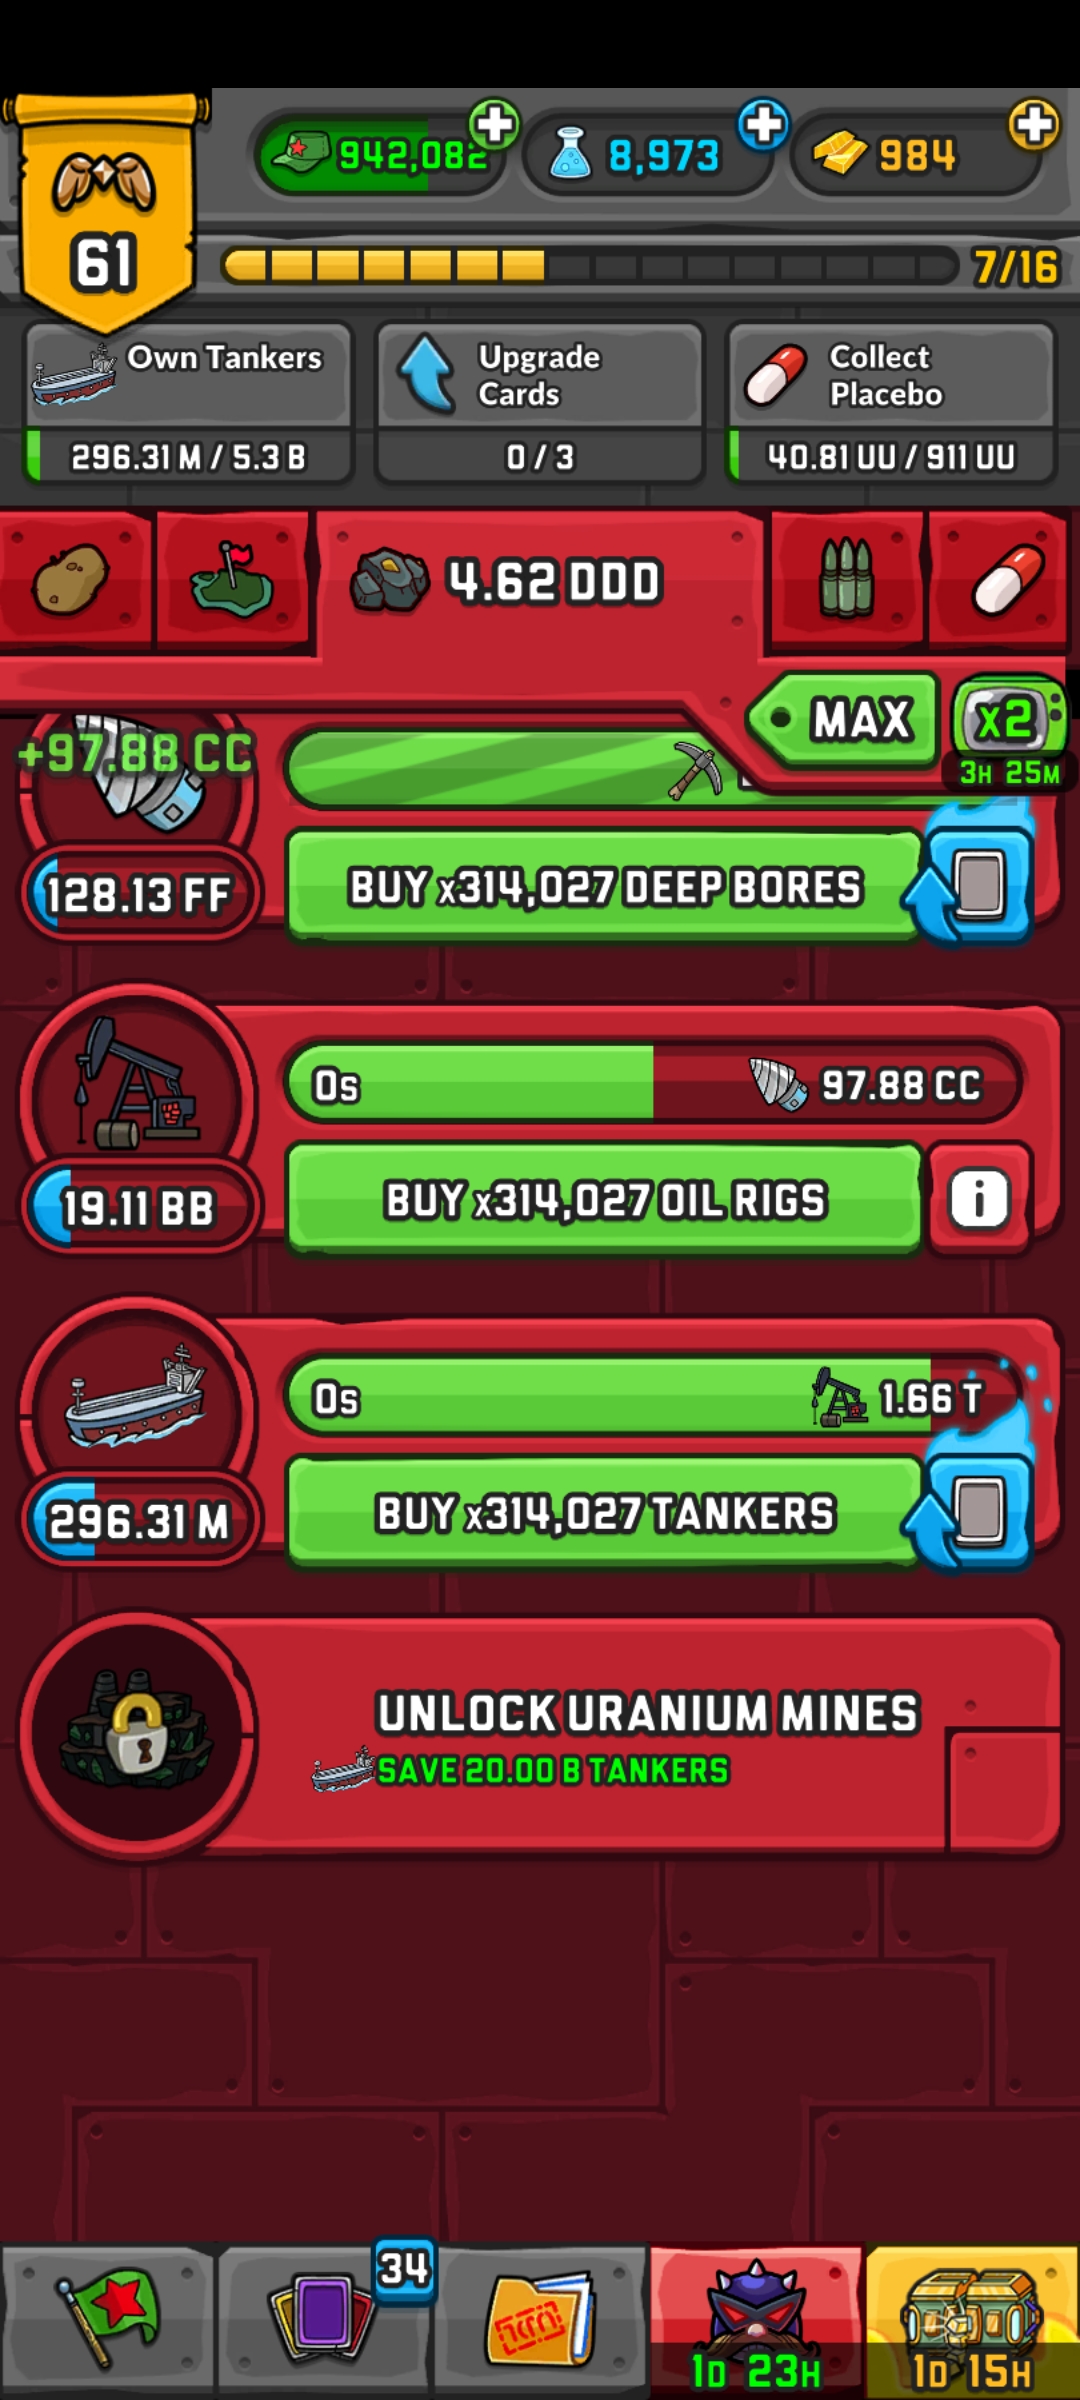 942,082
8,973
984
61
7/16
Own Tankers
296.31 M / 5.3 B
Upgrade
Cards
0 / 3
Collect
Placebo
40.81 UU / 911 UU
4.62 DDD
MAX
x2
3H 25M
+97.88 CC
128.13 FF
BUY x314,027 DEEP BORES
0s
97.88 CC
19.11 BB
BUY x314,027 OIL RIGS
i
0s
1.66 T
296.31 M
BUY x314,027 TANKERS
UNLOCK URANIUM MINES
SAVE 20.00 B TANKERS
34
1D 23H
1D 15H